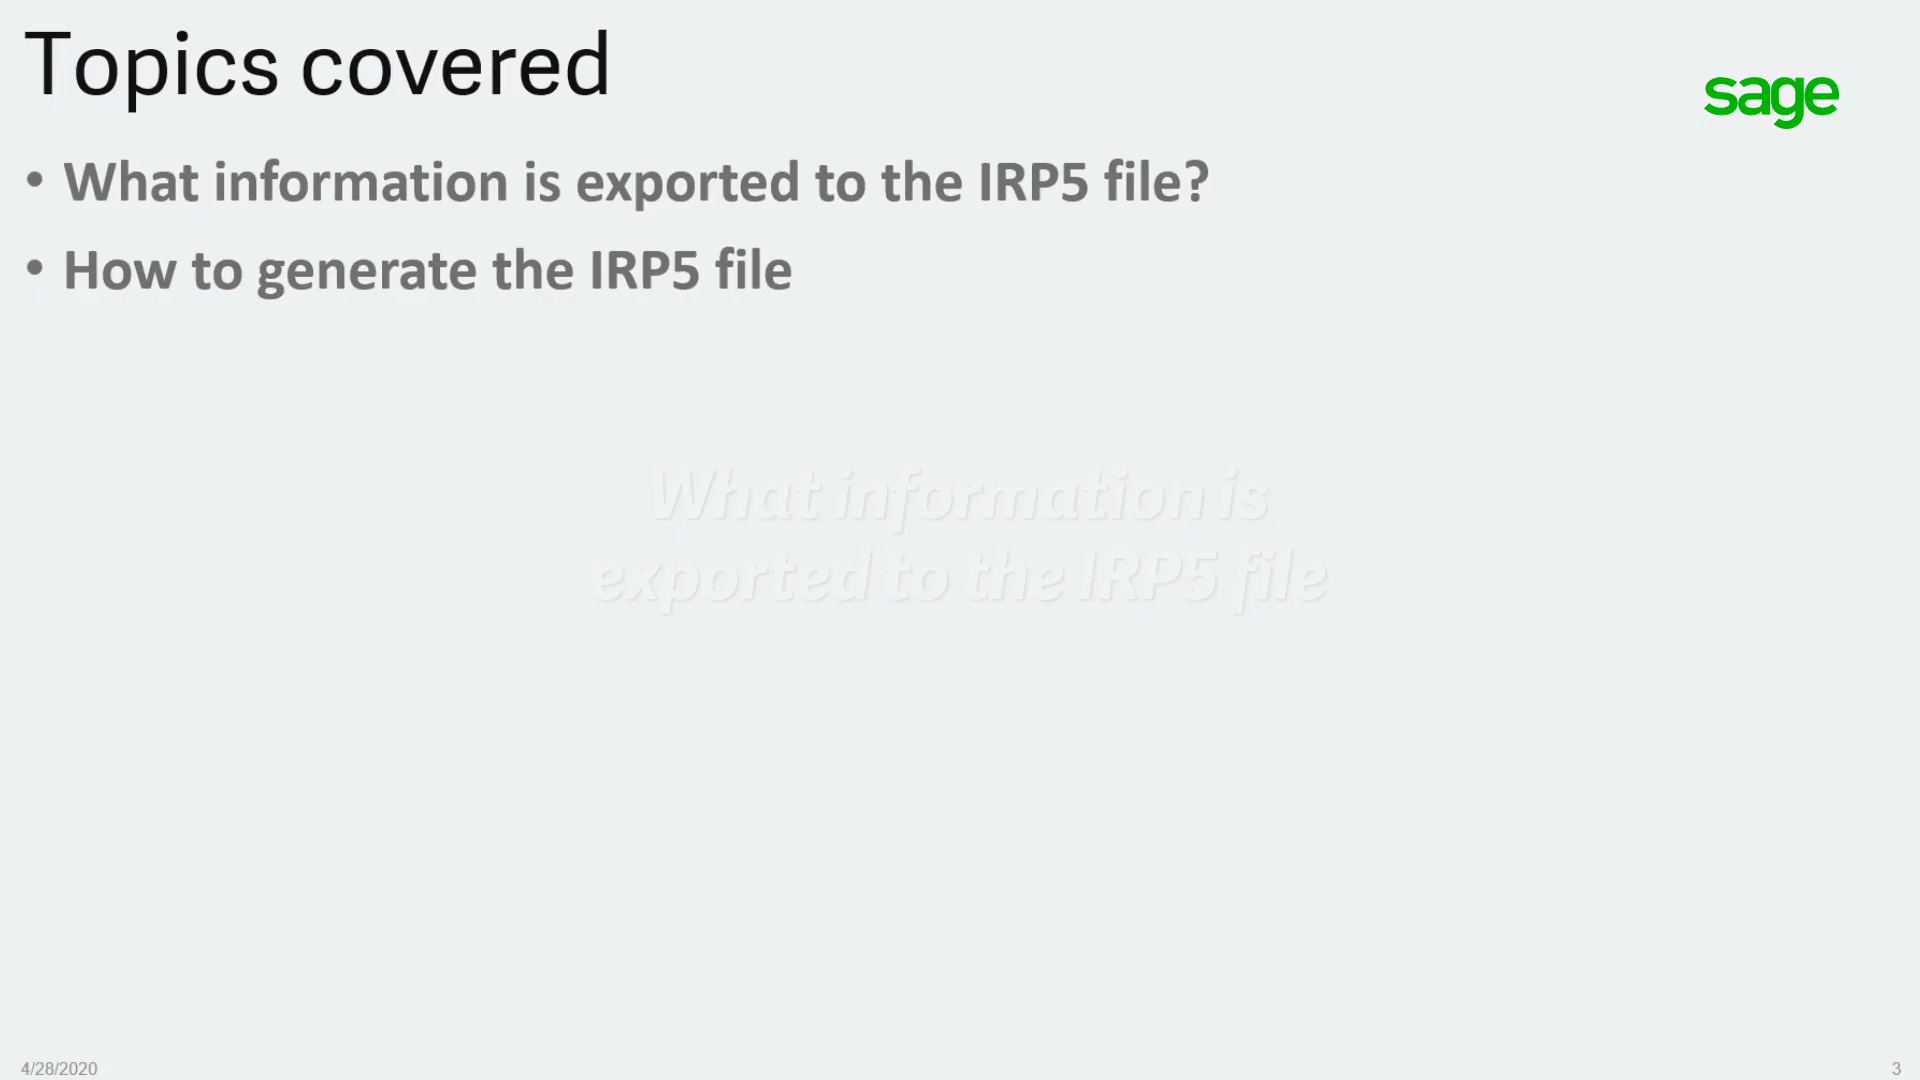 Topics covered
sage
• What information is exported to the IRP5 file?
• How to generate the IRP5 file
What information is
exported to the IRP5 file
4/28/2020
3